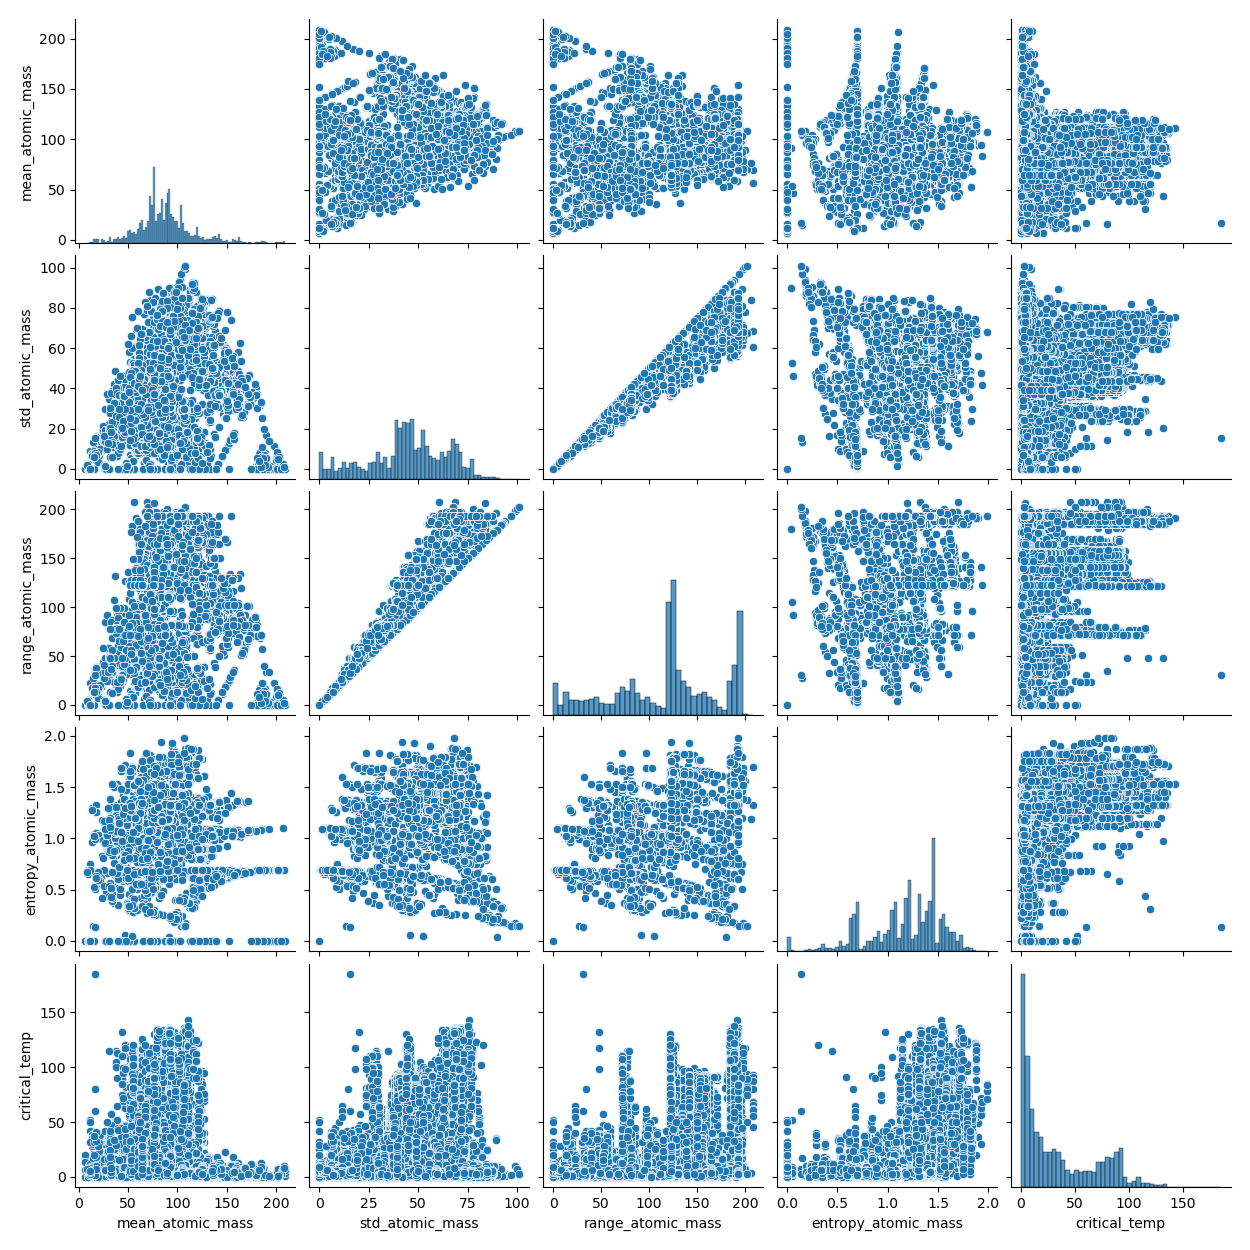 200
150
100
50
0
mean_atomic_mass
100
80
60
40
20
0
std_atomic_mass
200
150
100
50
0
range_atomic_mass
2.0
1.5
1.0
0.5
0.0
entropy_atomic_mass
150
100
50
0
critical_temp
0 50 100 150 200
0 25 50 75 100
0 50 100 150 200
0.0 0.5 1.0 1.5 2.0
0 50 100 150
mean_atomic_mass
std_atomic_mass
range_atomic_mass
entropy_atomic_mass
critical_temp